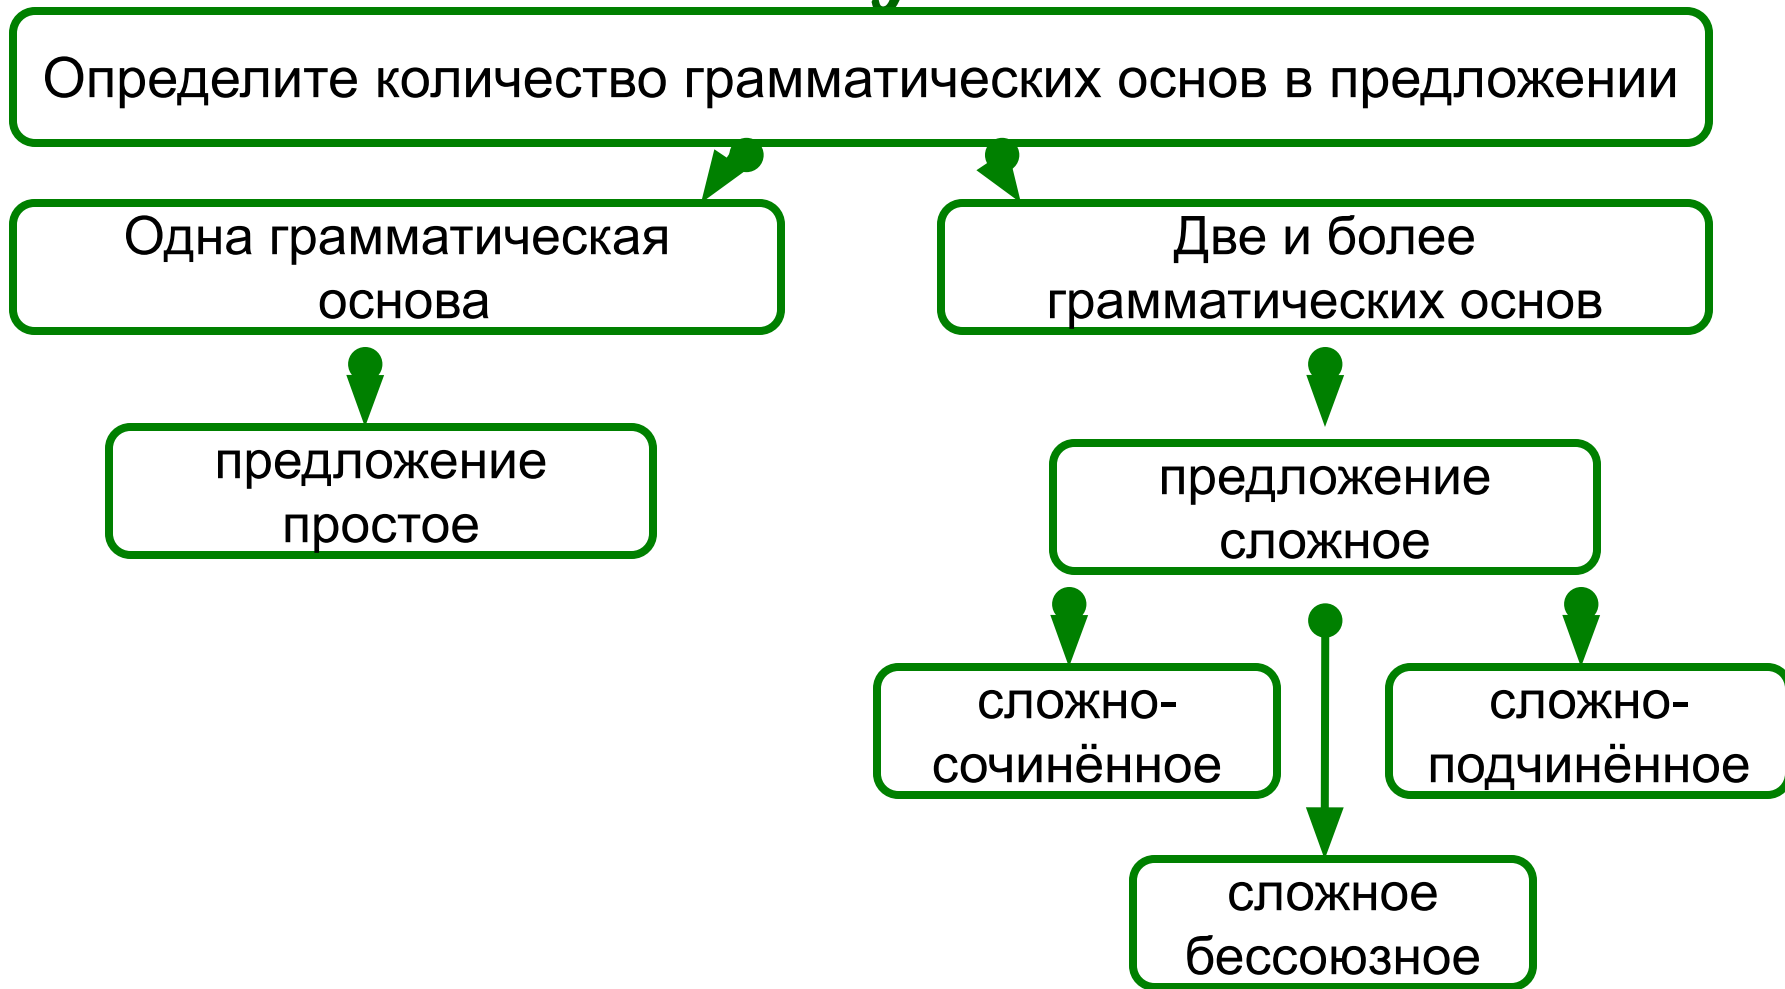 Определите количество грамматических основ в предложении
Одна грамматическая
основа
Две и более
грамматических основ
предложение
простое
предложение
сложное
сложно-
сочинённое
сложно-
подчинённое
сложное
бессоюзное